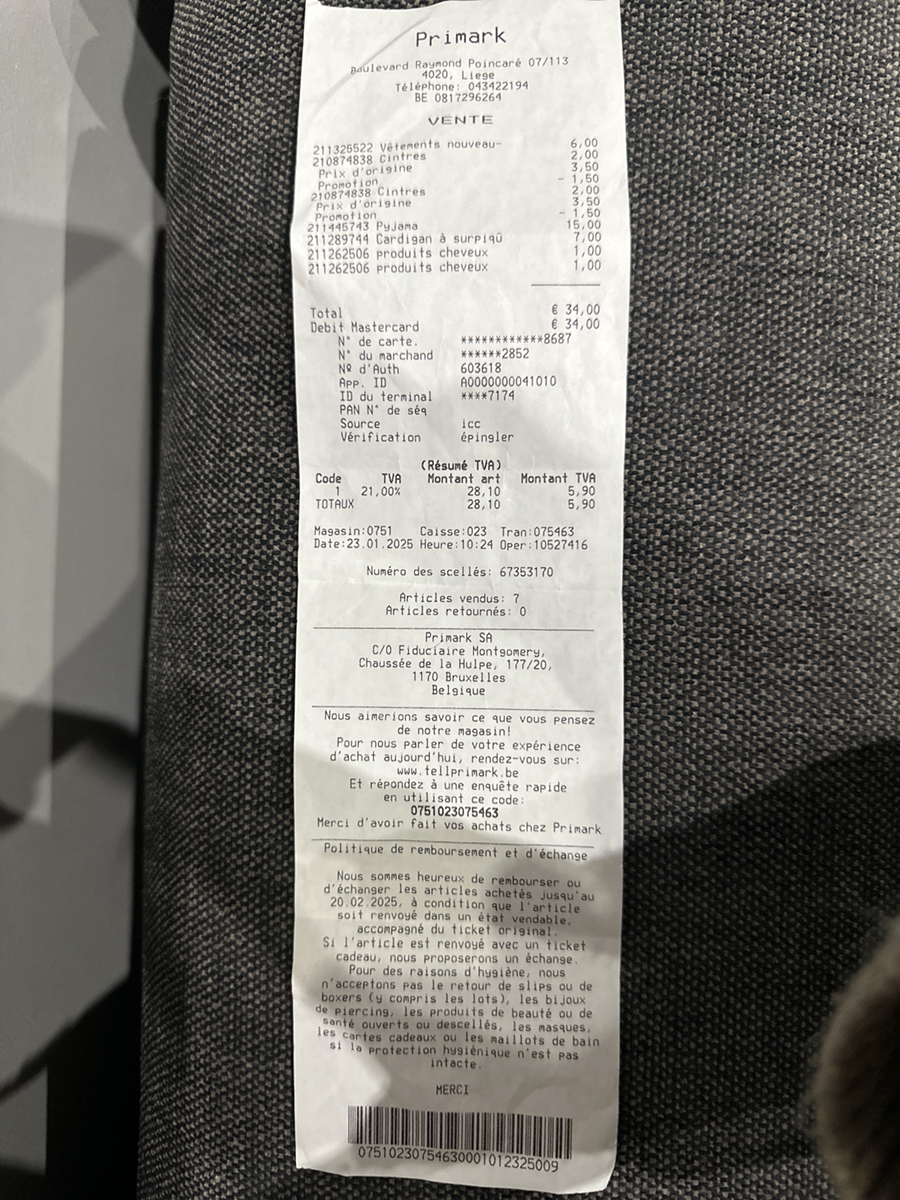 Primark
Boulevard Raymond Poincaré 07/113
4020, Liege
Téléphone: 043422194
BE 0817296264
VENTE
211325522 Vêtements nouveau- 6,00
210874838 Cintres 2,00
Prix d'origine 3,50
Promotion - 1,50
210874838 Cintres 2,00
Prix d'origine 3,50
Promotion - 1,50
211445743 Pyjama 15,00
211289744 Cardigan à surpiqû 7,00
211262506 produits cheveux 1,00
211262506 produits cheveux 1,00
Total € 34,00
Debit Mastercard € 34,00
N° de carte. ************8687
N° du marchand ******2852
Nº d'Auth 603618
App. ID A0000000041010
ID du terminal ****7174
PAN N° de séq
Source icc
Vérification épingler
(Résumé TVA)
Code TVA Montant art Montant TVA
1 21,00% 28,10 5,90
TOTAUX 28,10 5,90
Magasin:0751 Caisse:023 Tran:075463
Date:23.01.2025 Heure:10:24 Oper:10527416
Numéro des scellés: 67353170
Articles vendus: 7
Articles retournés: 0
Primark SA
C/O Fiduciaire Montgomery,
Chaussée de la Hulpe, 177/20,
1170 Bruxelles
Belgique
Nous aimerions savoir ce que vous pensez
de notre magasin!
Pour nous parler de votre expérience
d'achat aujourd'hui, rendez-vous sur:
www.tellprimark.be
Et répondez à une enquête rapide
en utilisant ce code:
0751023075463
Merci d'avoir fait vos achats chez Primark
Politique de remboursement et d'échange
Nous sommes heureux de rembourser ou
d'échanger les articles achetés jusqu'au
20.02.2025, à condition que l'article
soit renvoyé dans un état vendable,
accompagné du ticket original.
Si l'article est renvoyé avec un ticket
cadeau, nous proposerons un échange.
Pour des raisons d'hygiène, nous
n'acceptons pas le retour de slips ou de
boxers (y compris les lots), les bijoux
de piercing, les produits de beauté ou de
santé ouverts ou descellés, les masques,
les cartes cadeaux ou les maillots de bain
si la protection hygiénique n'est pas
intacte.
MERCI
07510230754630001012325009